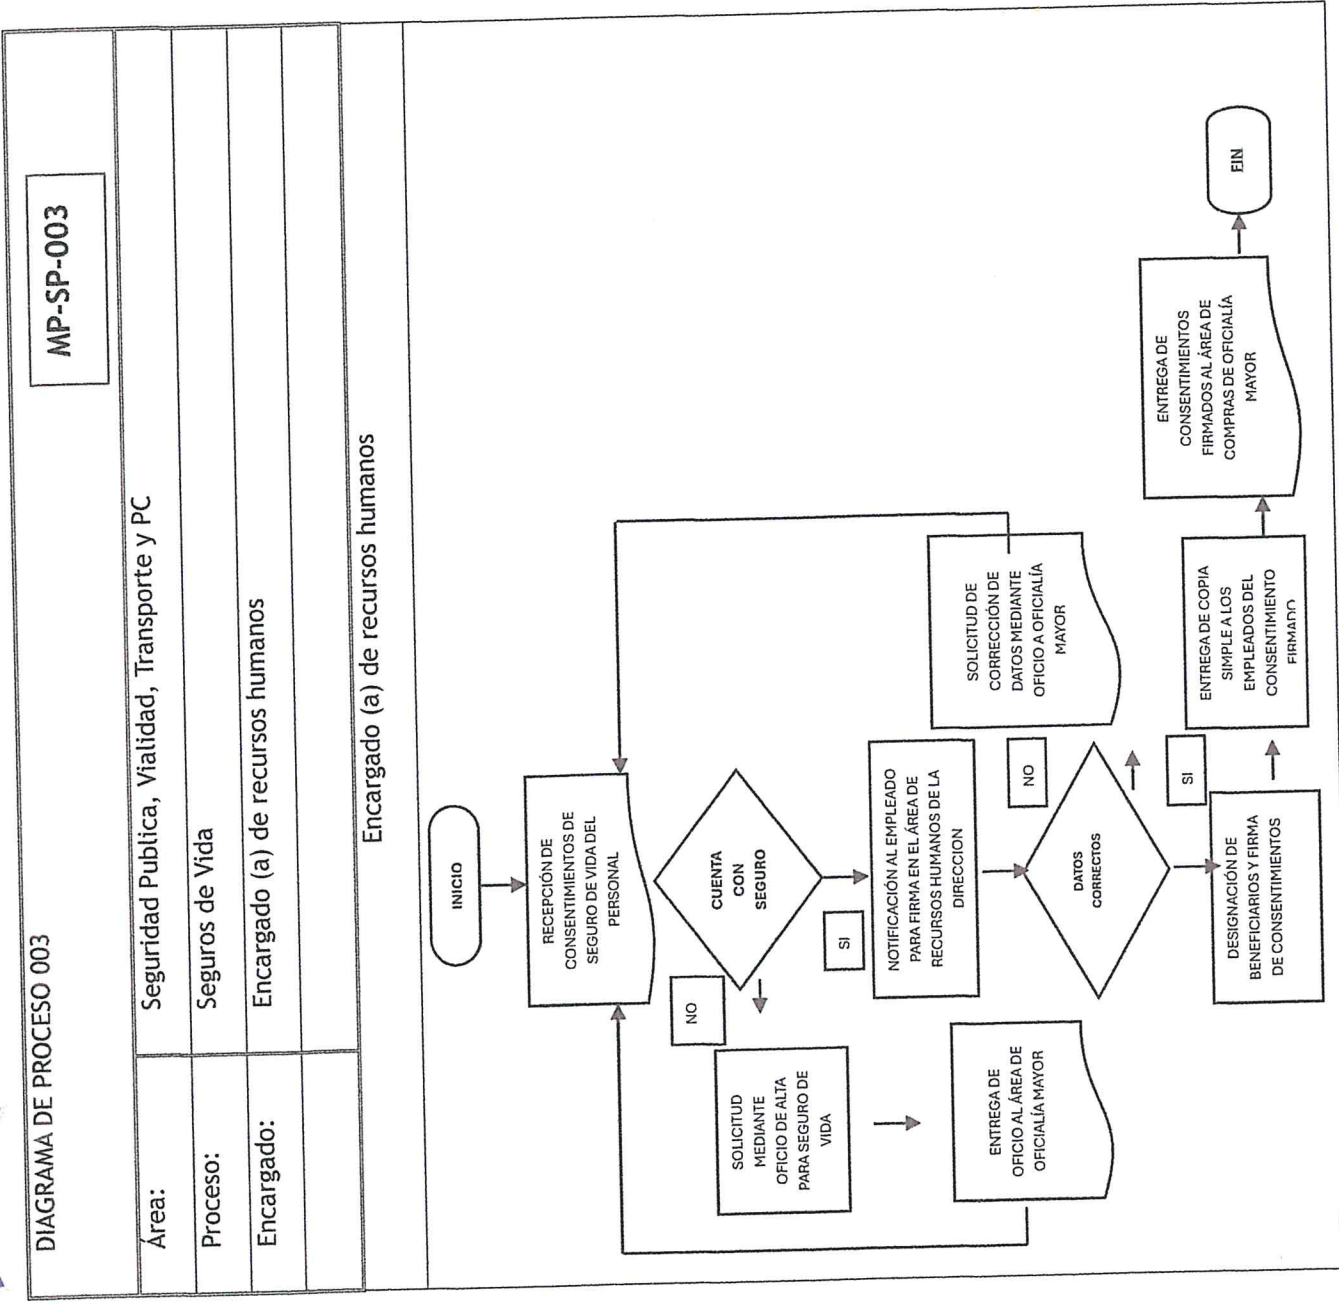 DIAGRAMA DE PROCESO 003
MP-SP-003
Área:
Seguridad Publica, Vialidad, Transporte y PC
Proceso:
Seguros de Vida
Encargado:
Encargado (a) de recursos humanos
Encargado (a) de recursos humanos
INICIO
RECEPCIÓN DE
CONSENTIMIENTOS DE
SEGURO DE VIDA DEL
PERSONAL
CUENTA
CON
SEGURO
NO
SOLICITUD
MEDIANTE
OFICIO DE ALTA
PARA SEGURO DE
VIDA
ENTREGA DE
OFICIO AL ÁREA DE
OFICIALÍA MAYOR
SI
NOTIFICACIÓN AL EMPLEADO
PARA FIRMA EN EL ÁREA DE
RECURSOS HUMANOS DE LA
DIRECCION
DATOS
CORRECTOS
NO
SOLICITUD DE
CORRECCIÓN DE
DATOS MEDIANTE
OFICIO A OFICIALÍA
MAYOR
SI
DESIGNACIÓN DE
BENEFICIARIOS Y FIRMA
DE CONSENTIMIENTOS
ENTREGA DE COPIA
SIMPLE A LOS
EMPLEADOS DEL
CONSENTIMIENTO
FIRMADO
ENTREGA DE
CONSENTIMIENTOS
FIRMADOS AL ÁREA DE
COMPRAS DE OFICIALÍA
MAYOR
FIN